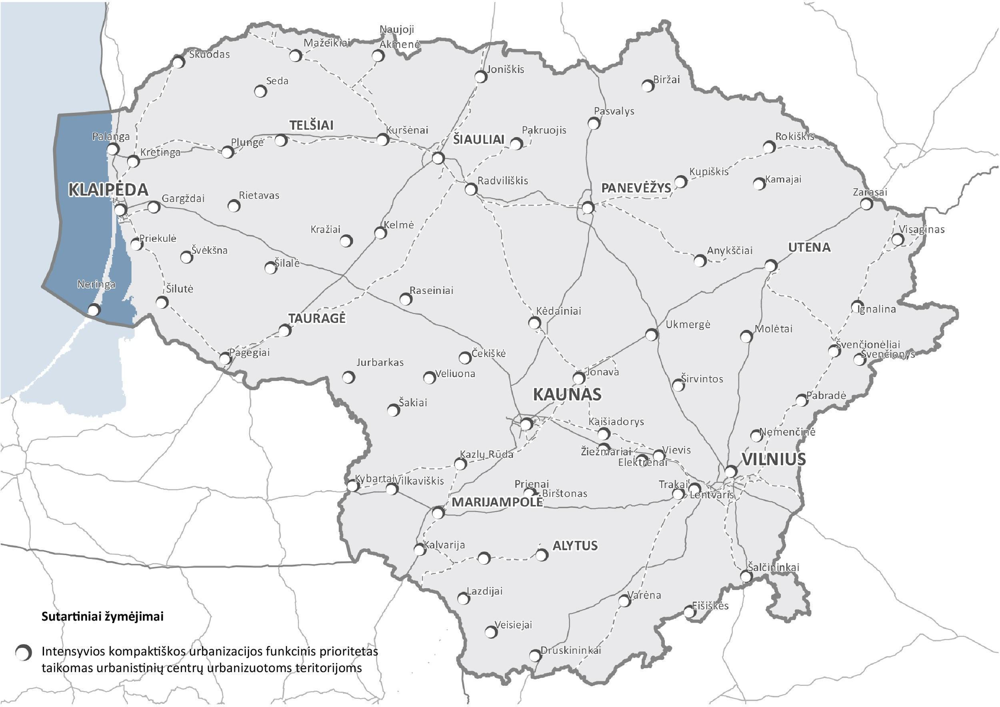 Naujoji
Akmenė
Mažeikiai
Skuodas
Joniškis
Seda
Biržai
Pasvalys
TELŠIAI
Kuršėnai
Pakruojis
Palanga
Plungė
ŠIAULIAI
Rokiškis
Kretinga
Kupiškis
Kamajai
Radviliškis
KLAIPĖDA
PANEVĖŽYS
Zarasai
Gargždai
Rietavas
Kražiai
Kelmė
Visaginas
Priekulė
Švėkšna
UTENA
Anykščiai
Šilalė
Neringa
Šilutė
Raseiniai
Ignalina
Kėdainiai
TAURAGĖ
Ukmergė
Molėtai
Švenčionėliai
Švenčionys
Pagėgiai
Čekiškė
Jurbarkas
Veliuona
Jonava
Širvintos
KAUNAS
Pabradė
Šakiai
Kaišiadorys
Nemenčinė
Žiežmariai
Vievis
Kazlų Rūda
VILNIUS
Elektrėnai
Kybartai
Vilkaviškis
Prienai
Trakai
Birštonas
Lentvaris
MARIJAMPOLĖ
Kalvarija
ALYTUS
Šalčininkai
Lazdijai
Varėna
Eišiškės
Veisiejai
Druskininkai
Sutartiniai žymėjimai
Intensyvios kompaktiškos urbanizacijos funkcinis prioritetas
taikomas urbanistinių centrų urbanizuotoms teritorijoms